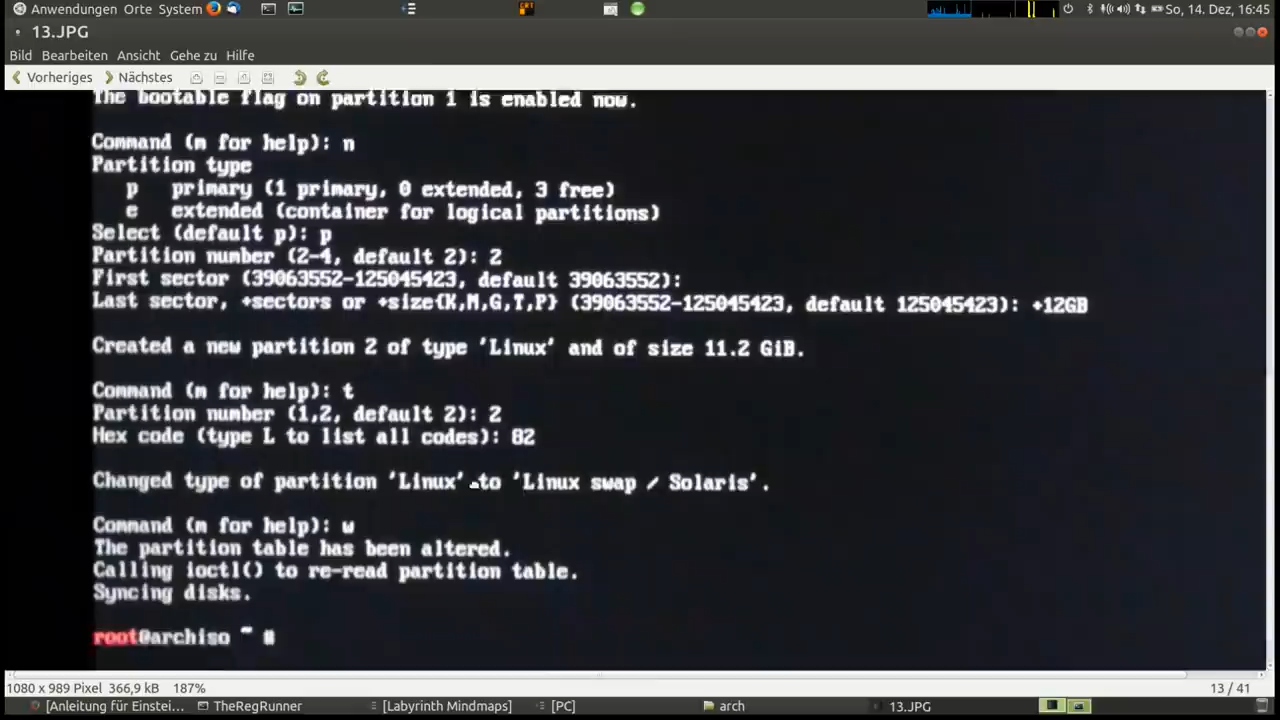 Anwendungen Orte System So, 14. Dez, 16:45
13.JPG
Bild Bearbeiten Ansicht Gehe zu Hilfe
Vorheriges Nächstes
The bootable flag on partition 1 is enabled now.
Command (m for help): n
Partition type
p primary (1 primary, 0 extended, 3 free)
e extended (container for logical partitions)
Select (default p): p
Partition number (2-4, default 2): 2
First sector (39063552-125045423, default 39063552):
Last sector, +sectors or +size{K,M,G,T,P} (39063552-125045423, default 125045423): +12GB
Created a new partition 2 of type 'Linux' and of size 11.2 GiB.
Command (m for help): t
Partition number (1,2, default 2): 2
Hex code (type L to list all codes): 82
Changed type of partition 'Linux' to 'Linux swap / Solaris'.
Command (m for help): w
The partition table has been altered.
Calling ioctl() to re-read partition table.
Syncing disks.
root@archiso ~ #
1080 x 989 Pixel 366,9 kB 187% 13 / 41
[Anleitung für Einstei... TheRegRunner [Labyrinth Mindmaps] [PC] arch 13.JPG